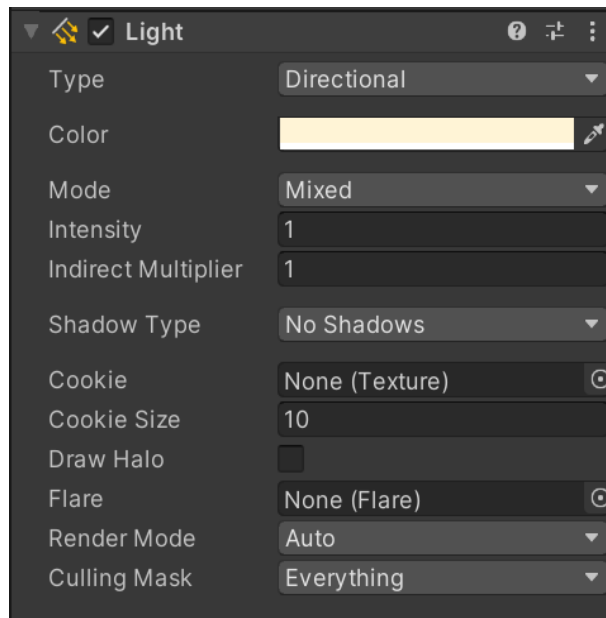 Light
Type Directional
Color
Mode Mixed
Intensity 1
Indirect Multiplier 1
Shadow Type No Shadows
Cookie None (Texture)
Cookie Size 10
Draw Halo
Flare None (Flare)
Render Mode Auto
Culling Mask Everything